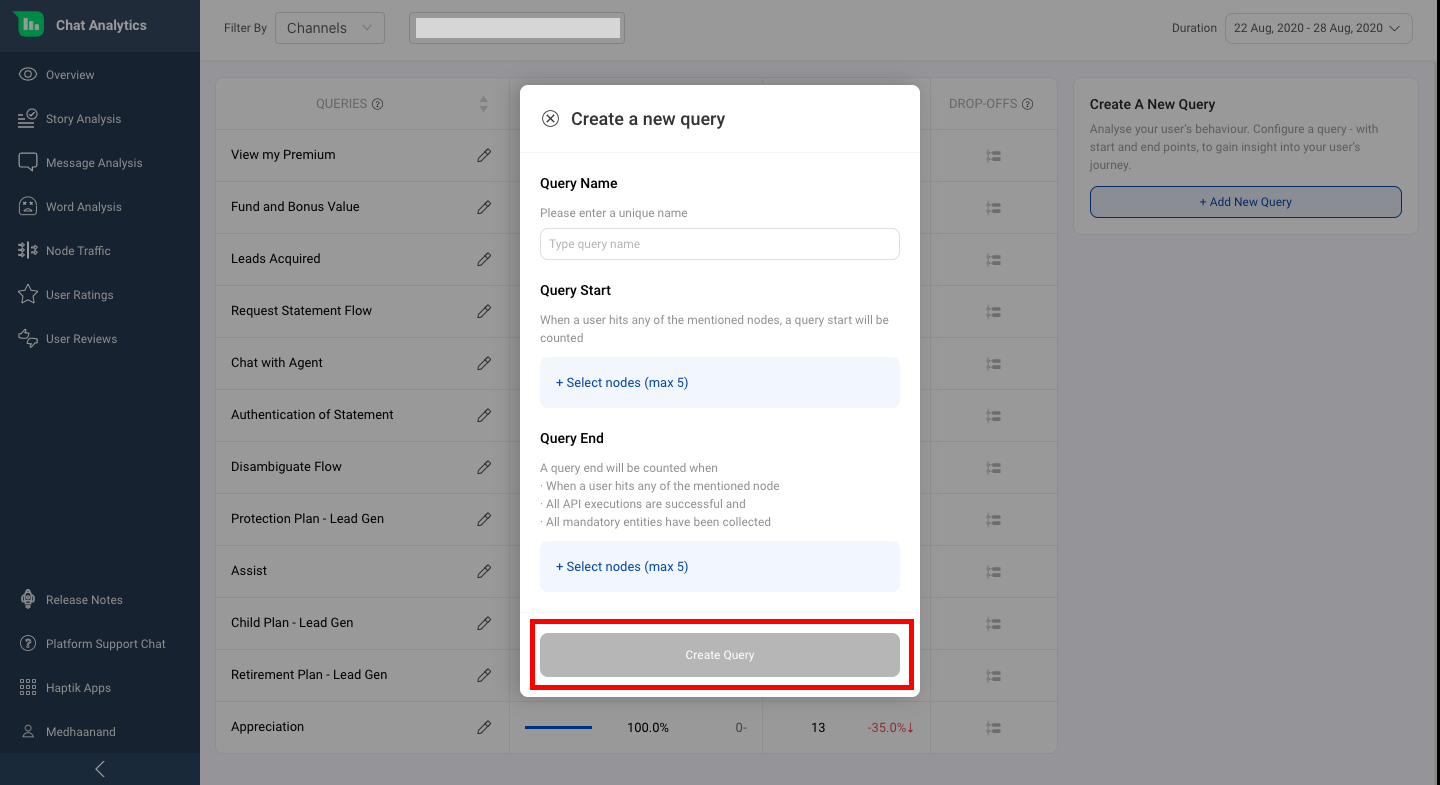 Chat Analytics
Overview
Story Analysis
Message Analysis
Word Analysis
Node Traffic
User Ratings
User Reviews
Release Notes
Platform Support Chat
Haptik Apps
Medhaanand
Filter By Channels
Duration 22 Aug, 2020 - 28 Aug, 2020
QUERIES ?
DROP-OFFS ?
View my Premium
Fund and Bonus Value
Leads Acquired
Request Statement Flow
Chat with Agent
Authentication of Statement
Disambiguate Flow
Protection Plan - Lead Gen
Assist
Child Plan - Lead Gen
Retirement Plan - Lead Gen
Appreciation 100.0% 0- 13 -35.0%↓
Create a new query
Query Name
Please enter a unique name
Type query name
Query Start
When a user hits any of the mentioned nodes, a query start will be
counted
+ Select nodes (max 5)
Query End
A query end will be counted when
· When a user hits any of the mentioned node
· All API executions are successful and
· All mandatory entities have been collected
+ Select nodes (max 5)
Create Query
Create A New Query
Analyse your user's behaviour. Configure a query - with
start and end points, to gain insight into your user's
journey.
+ Add New Query